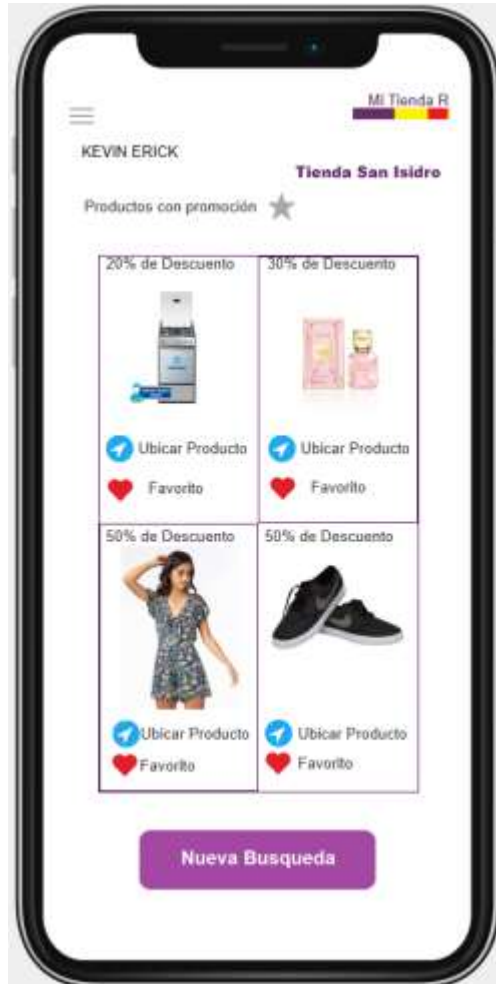 Mi Tienda R
KEVIN ERICK
Tienda San Isidro
Productos con promoción
20% de Descuento
30% de Descuento
Ubicar Producto
Ubicar Producto
Favorito
Favorito
50% de Descuento
50% de Descuento
Ubicar Producto
Ubicar Producto
Favorito
Favorito
Nueva Busqueda